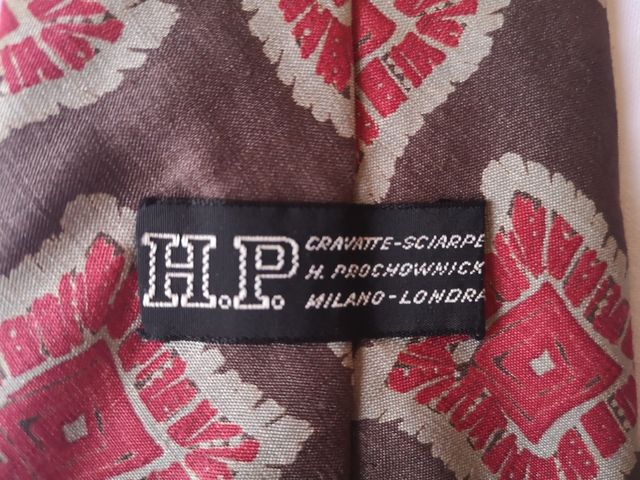 H.P.
CRAVATTE-SCIARPE
H. PROCHOWNICK
MILANO-LONDRA